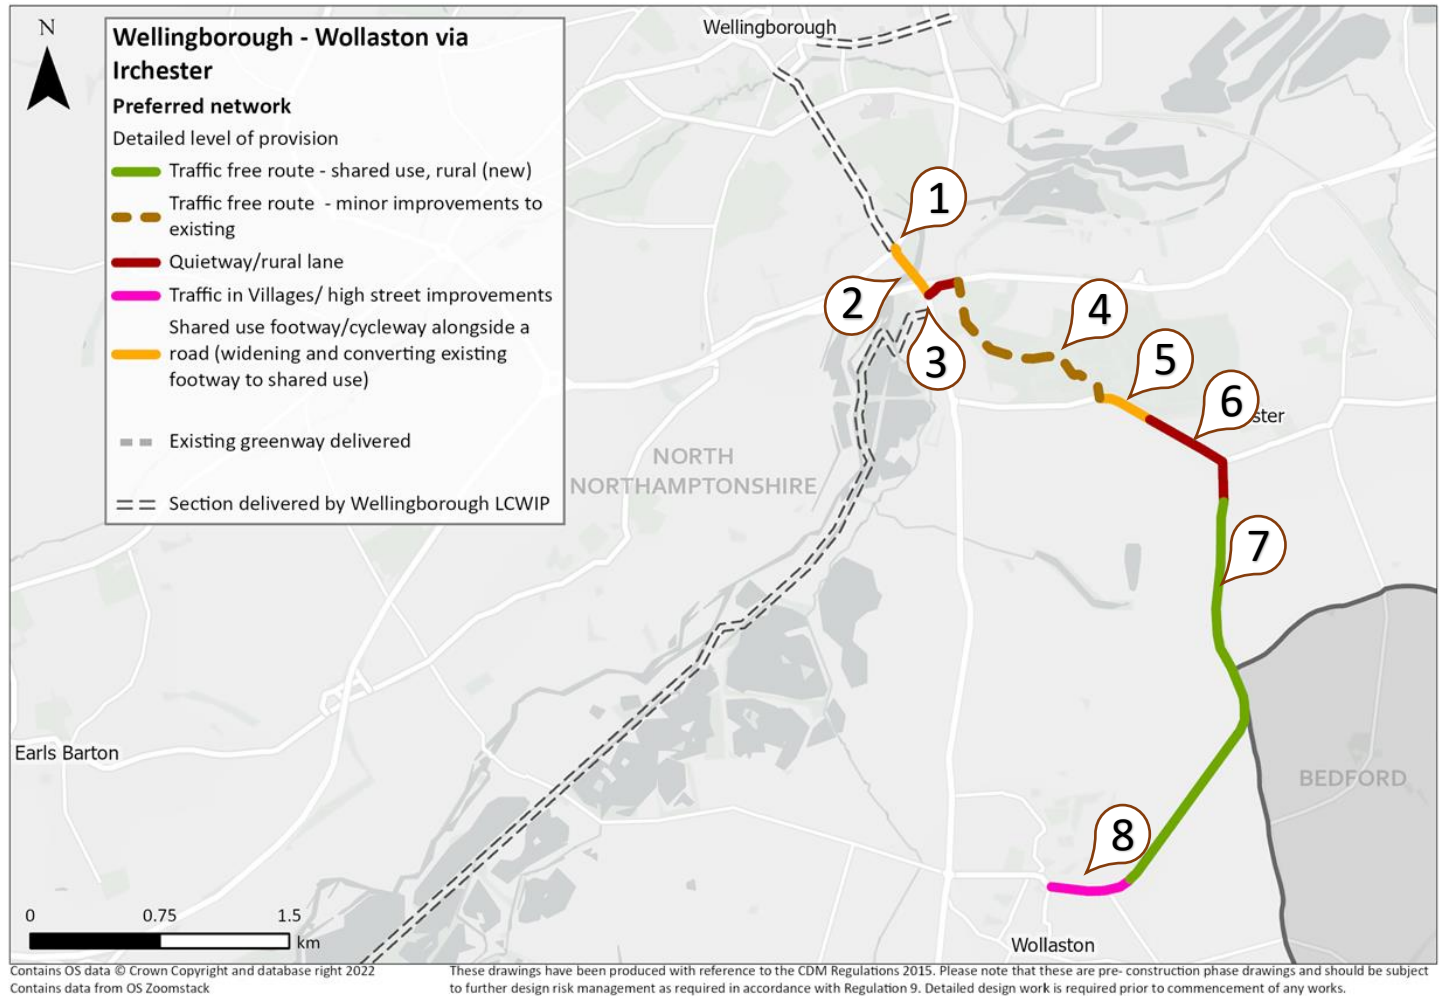 N
Wellingborough - Wollaston via
Irchester
Preferred network
Detailed level of provision
Traffic free route - shared use, rural (new)
Traffic free route - minor improvements to
existing
Quietway/rural lane
Traffic in Villages/ high street improvements
Shared use footway/cycleway alongside a
road (widening and converting existing
footway to shared use)
Existing greenway delivered
Section delivered by Wellingborough LCWIP
Wellingborough
1
2
3
4
5
6
ster
NORTH
NORTHAMPTONSHIRE
7
Earls Barton
BEDFORD
8
Wollaston
0 0.75 1.5
km
Contains OS data © Crown Copyright and database right 2022
Contains data from OS Zoomstack
These drawings have been produced with reference to the CDM Regulations 2015. Please note that these are pre- construction phase drawings and should be subject
to further design risk management as required in accordance with Regulation 9. Detailed design work is required prior to commencement of any works.